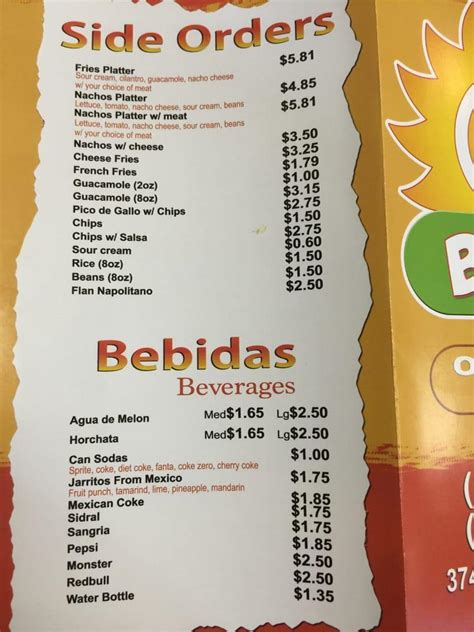 Side Orders
Fries Platter $5.81
Sour cream, cilantro, guacamole, nacho cheese
w/ your choice of meat
Nachos Platter $4.85
Lettuce, tomato, nacho cheese, sour cream, beans
Nachos Platter w/ meat $5.81
Lettuce, tomato, nacho cheese, sour cream, beans
w/ your choice of meat
Nachos w/ cheese $3.50
Cheese Fries $3.25
French Fries $1.79
Guacamole (2oz) $1.00
Guacamole (8oz) $3.15
Pico de Gallo w/ Chips $2.75
Chips $1.50
Chips w/ Salsa $2.75
Sour cream $0.60
Rice (8oz) $1.50
Beans (8oz) $1.50
Flan Napolitano $2.50
Bebidas
Beverages
Agua de Melon Med$1.65 Lg$2.50
Horchata Med$1.65 Lg$2.50
Can Sodas $1.00
Sprite, coke, diet coke, fanta, coke zero, cherry coke
Jarritos From Mexico $1.75
Fruit punch, tamarind, lime, pineapple, mandarin
Mexican Coke $1.85
Sidral $1.75
Sangria $1.75
Pepsi $1.85
Monster $2.50
Redbull $2.50
Water Bottle $1.35
B
O
(
(
374